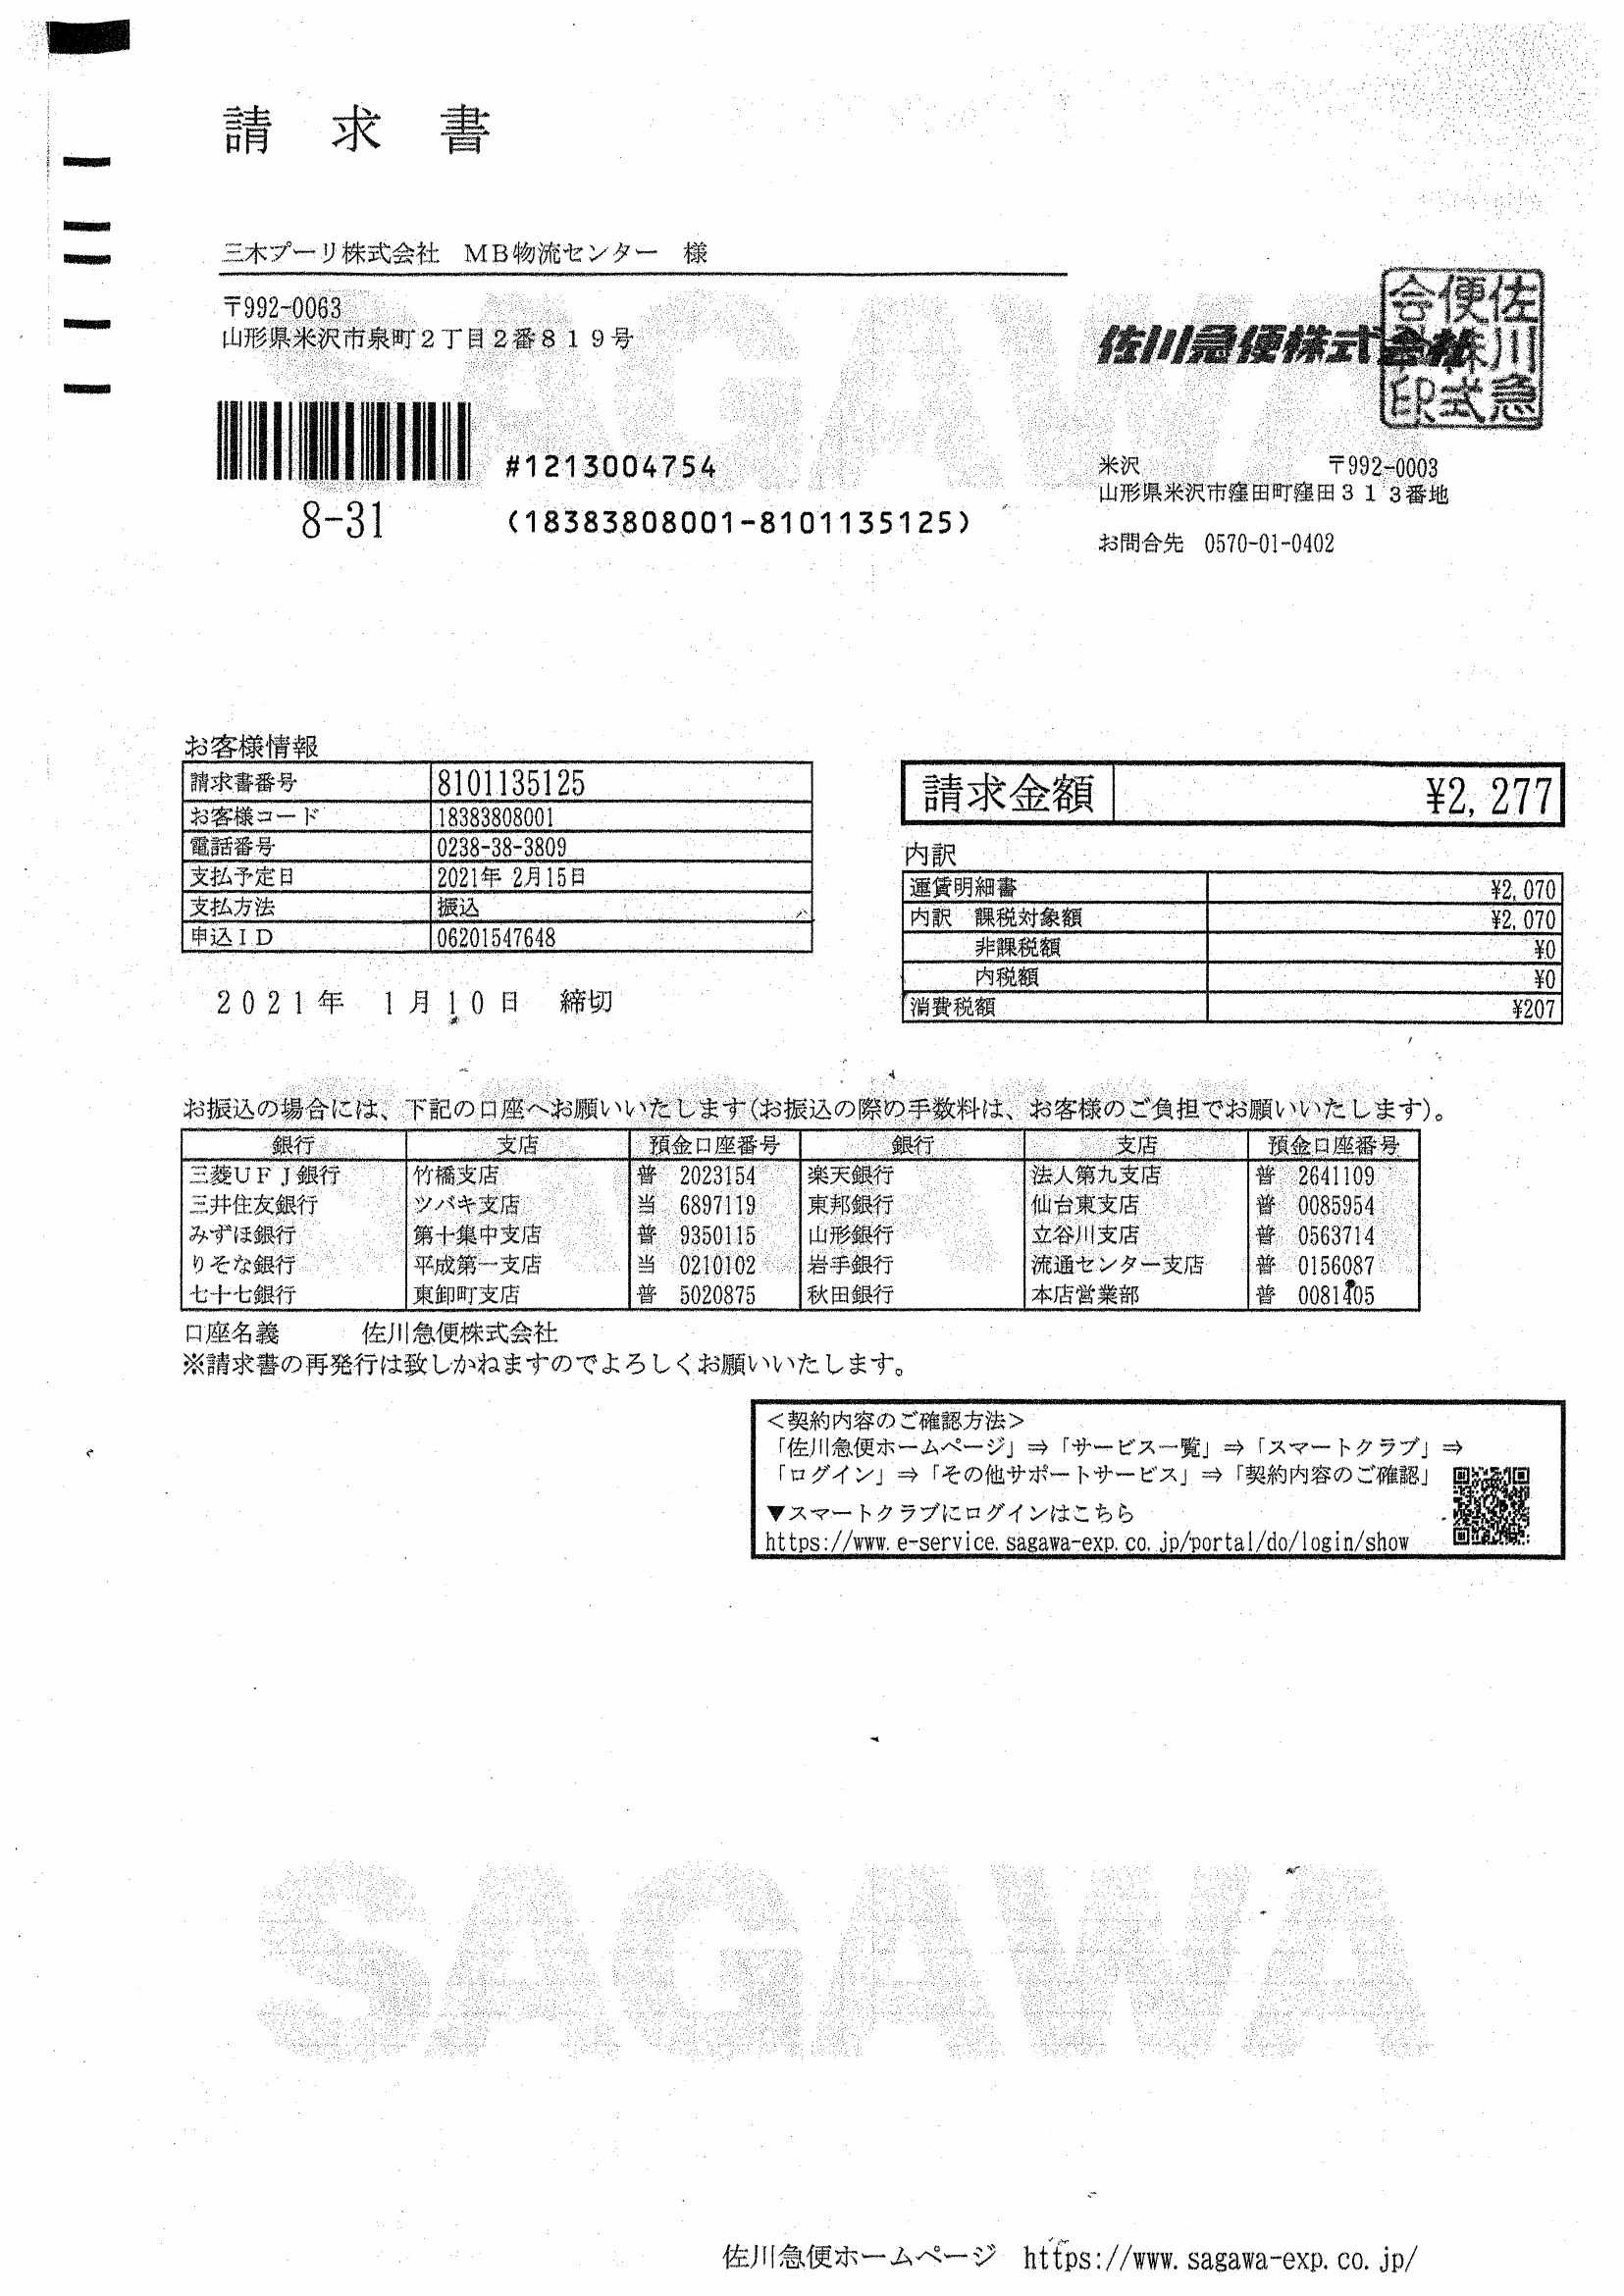 請 求 書
三木プーリ株式会社 MB物流センター 様
〒992-0063
山形県米沢市泉町2丁目2番819号
佐川急便株式会社
佐川急便株式会社印
#1213004754
8-31
(18383808001-8101135125)
米沢 〒992-0003
山形県米沢市窪田町窪田313番地
お問合先 0570-01-0402
お客様情報
請求書番号 8101135125
お客様コード 18383808001
電話番号 0238-38-3809
支払予定日 2021年 2月15日
支払方法 振込
申込ID 06201547648
2021年 1月10日 締切
請求金額 ¥2,277
内訳
運賃明細書 ¥2,070
内訳 課税対象額 ¥2,070
非課税額 ¥0
内税額 ¥0
消費税額 ¥207
お振込の場合には、下記の口座へお願いいたします(お振込の際の手数料は、お客様のご負担でお願いいたします)。
銀行 支店 預金口座番号 銀行 支店 預金口座番号
三菱UFJ銀行 竹橋支店 普 2023154 楽天銀行 法人第九支店 普 2641109
三井住友銀行 ツバキ支店 当 6897119 東邦銀行 仙台東支店 普 0085954
みずほ銀行 第十集中支店 普 9350115 山形銀行 立谷川支店 普 0563714
りそな銀行 平成第一支店 当 0210102 岩手銀行 流通センター支店 普 0156087
七十七銀行 東卸町支店 普 5020875 秋田銀行 本店営業部 普 0081405
口座名義 佐川急便株式会社
※請求書の再発行は致しかねますのでよろしくお願いいたします。
<契約内容のご確認方法>
「佐川急便ホームページ」⇒「サービス一覧」⇒「スマートクラブ」⇒
「ログイン」⇒「その他サポートサービス」⇒「契約内容のご確認」
▼スマートクラブにログインはこちら
https://www.e-service.sagawa-exp.co.jp/portal/do/login/show
SAGAWA
佐川急便ホームページ https://www.sagawa-exp.co.jp/